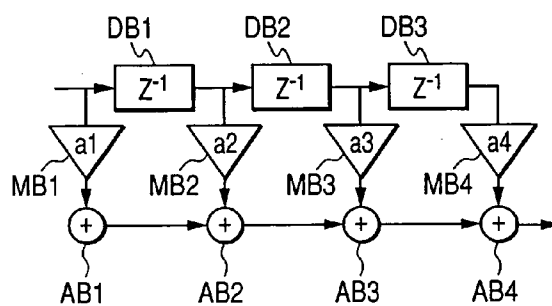 DB1 DB2 DB3
Z⁻¹ Z⁻¹ Z⁻¹
a1 a2 a3 a4
MB1 MB2 MB3 MB4
+ + + +
AB1 AB2 AB3 AB4